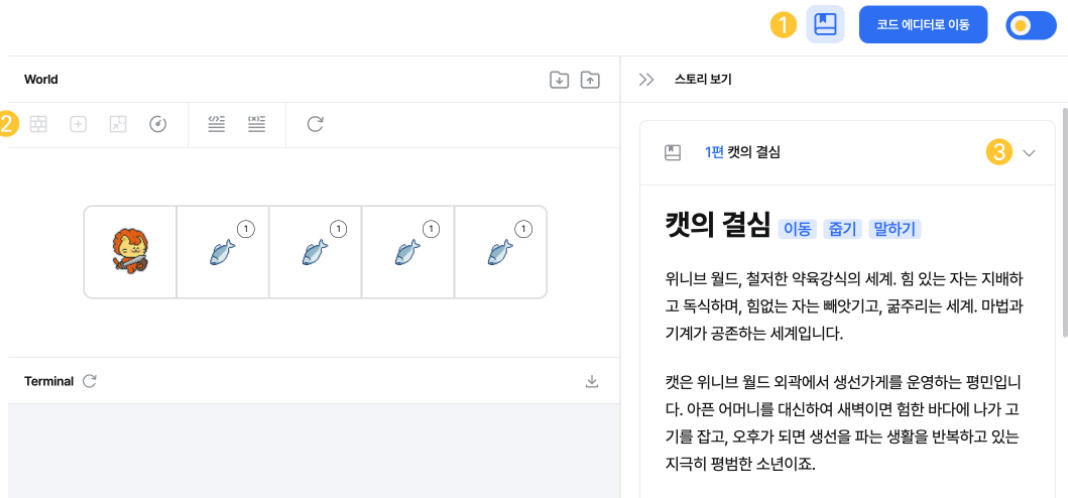 1 코드 에디터로 이동
World
스토리 보기
2
1편 캣의 결심 3
1 1 1 1
캣의 결심 이동 줍기 말하기
위니브 월드, 철저한 약육강식의 세계. 힘 있는 자는 지배하
고 독식하며, 힘없는 자는 빼앗기고, 굶주리는 세계. 마법과
기계가 공존하는 세계입니다.
Terminal
캣은 위니브 월드 외곽에서 생선가게를 운영하는 평민입니
다. 아픈 어머니를 대신하여 새벽이면 험한 바다에 나가 고
기를 잡고, 오후가 되면 생선을 파는 생활을 반복하고 있는
지극히 평범한 소년이죠.